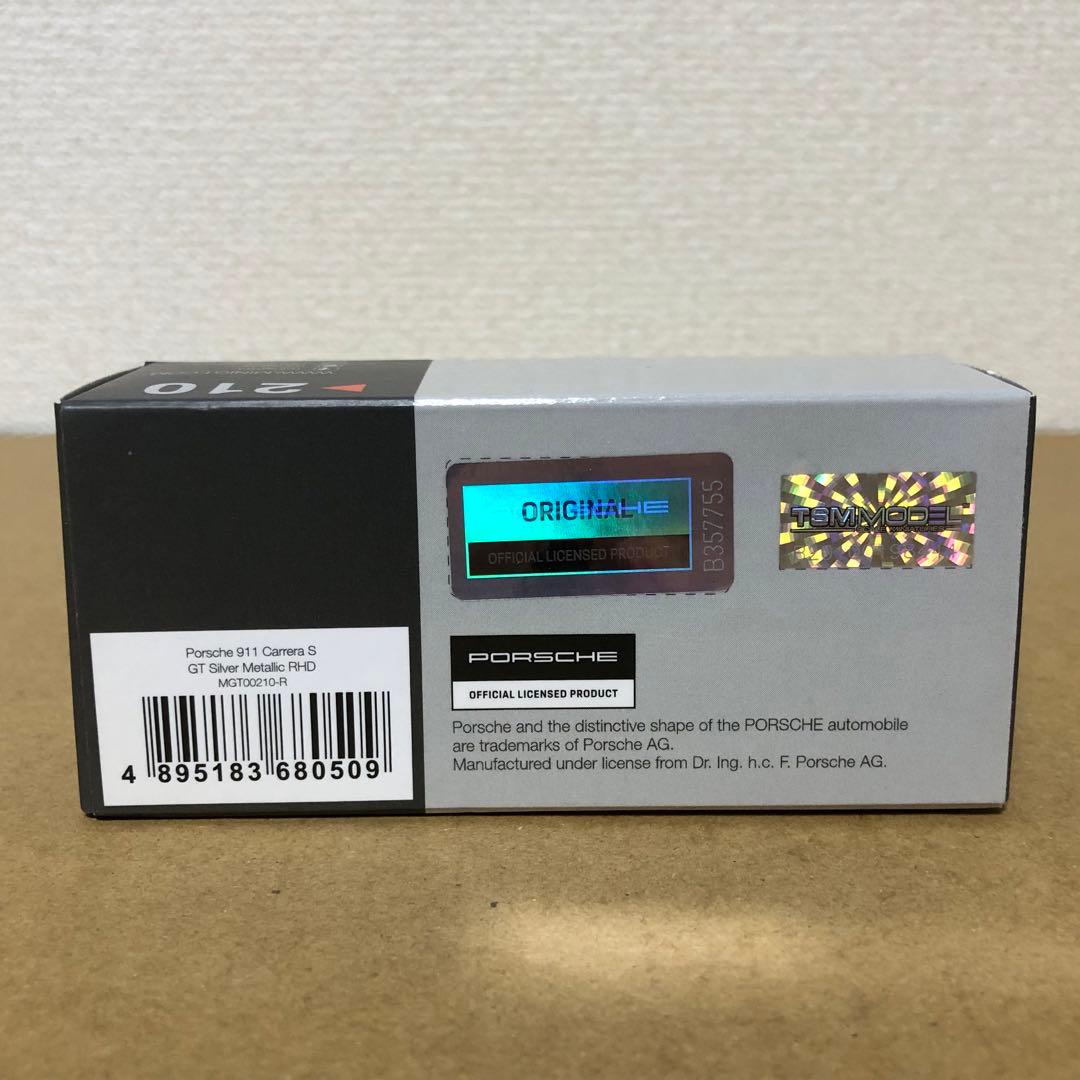 210
ORIGINAL
OFFICIAL LICENSED PRODUCT
B357755
TSM MODEL
Porsche 911 Carrera S
GT Silver Metallic RHD
MGT00210-R
4 895183 680509
PORSCHE
OFFICIAL LICENSED PRODUCT
Porsche and the distinctive shape of the PORSCHE automobile
are trademarks of Porsche AG.
Manufactured under license from Dr. Ing. h.c. F. Porsche AG.